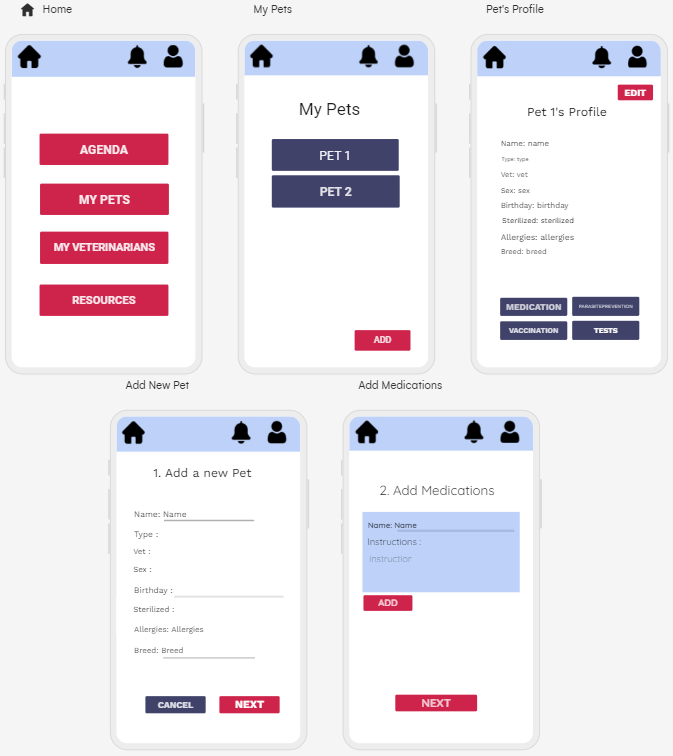 Home
My Pets
Pet's Profile
AGENDA
MY PETS
MY VETERINARIANS
RESOURCES
My Pets
PET 1
PET 2
ADD
EDIT
Pet 1's Profile
Name: name
Type: type
Vet: vet
Sex: sex
Birthday: birthday
Sterilized: sterilized
Allergies: allergies
Breed: breed
MEDICATION
PARASITEPREVENTION
VACCINATION
TESTS
Add New Pet
Add Medications
1. Add a new Pet
Name: Name
Type :
Vet :
Sex :
Birthday :
Sterilized :
Allergies: Allergies
Breed: Breed
CANCEL
NEXT
2. Add Medications
Name: Name
Instructions :
Instruction
ADD
NEXT